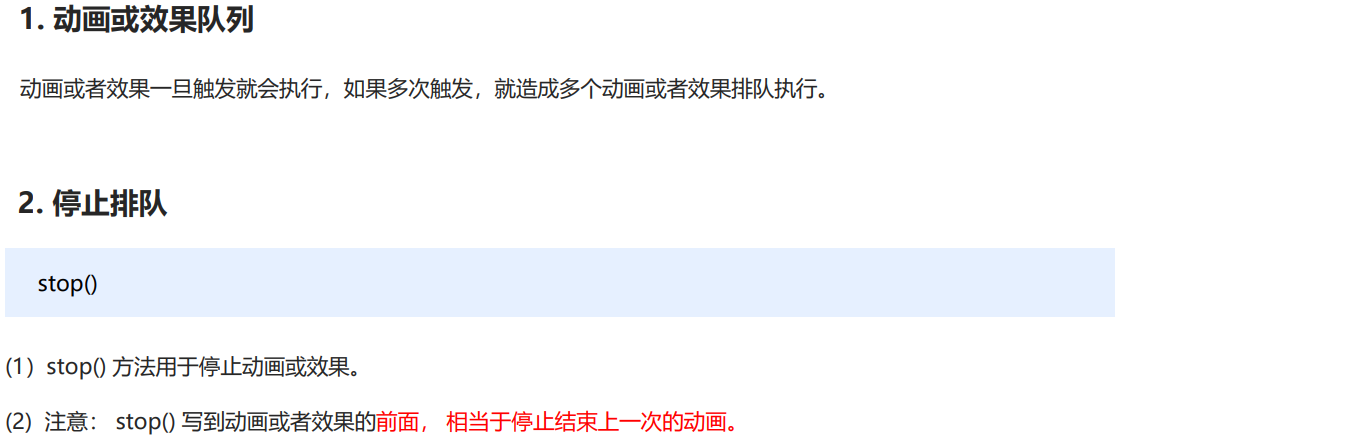 1. 动画或效果队列
动画或者效果一旦触发就会执行，如果多次触发，就造成多个动画或者效果排队执行。
2. 停止排队
stop()
(1）stop() 方法用于停止动画或效果。
(2) 注意： stop() 写到动画或者效果的前面， 相当于停止结束上一次的动画。